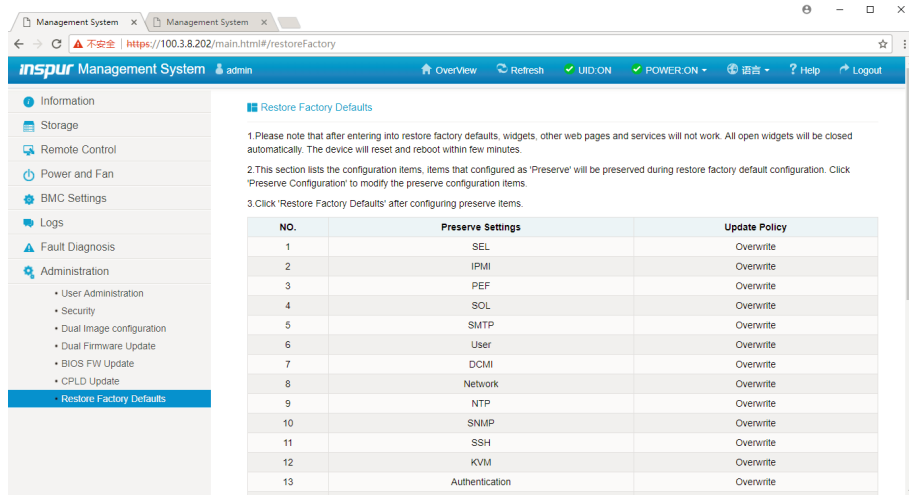 Management System
Management System
不安全 https://100.3.8.202/main.html#/restoreFactory
inspur Management System admin OverView Refresh UID:ON POWER:ON 语言 Help Logout
Information
Storage
Remote Control
Power and Fan
BMC Settings
Logs
Fault Diagnosis
Administration
• User Administration
• Security
• Dual Image configuration
• Dual Firmware Update
• BIOS FW Update
• CPLD Update
• Restore Factory Defaults
Restore Factory Defaults
1.Please note that after entering into restore factory defaults, widgets, other web pages and services will not work. All open widgets will be closed
automatically. The device will reset and reboot within few minutes.
2.This section lists the configuration items, items that configured as 'Preserve' will be preserved during restore factory default configuration. Click
'Preserve Configuration' to modify the preserve configuration items.
3.Click 'Restore Factory Defaults' after configuring preserve items.
NO. Preserve Settings Update Policy
1 SEL Overwrite
2 IPMI Overwrite
3 PEF Overwrite
4 SOL Overwrite
5 SMTP Overwrite
6 User Overwrite
7 DCMI Overwrite
8 Network Overwrite
9 NTP Overwrite
10 SNMP Overwrite
11 SSH Overwrite
12 KVM Overwrite
13 Authentication Overwrite